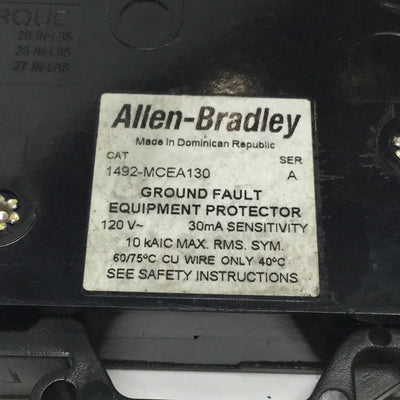 RQUE
20 IN-LBS
23 IN-LBS
27 IN-LBS
Allen-Bradley
Made in Dominican Republic
CAT SER
1492-MCEA130 A
GROUND FAULT
EQUIPMENT PROTECTOR
120 V~ 30mA SENSITIVITY
10 kAIC MAX. RMS. SYM.
60/75ºC CU WIRE ONLY 40ºC
SEE SAFETY INSTRUCTIONS